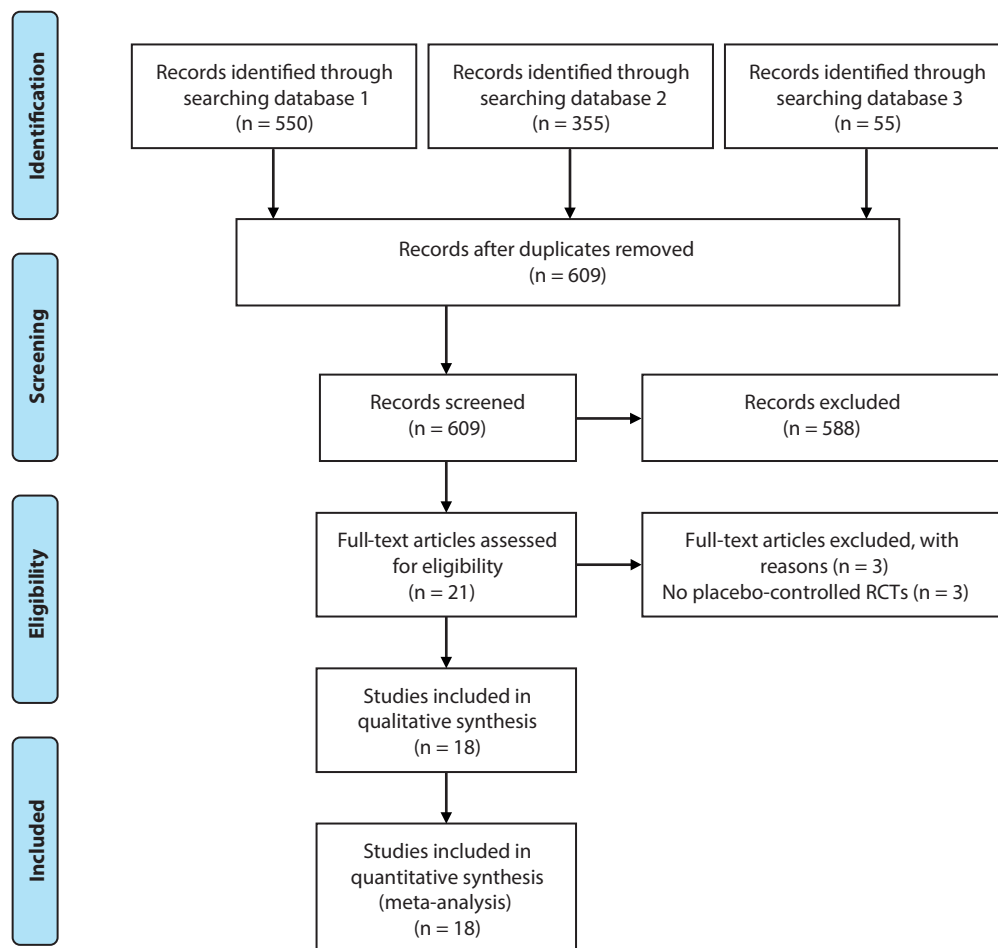 Identification
Records identified through
searching database 1
(n = 550)
Records identified through
searching database 2
(n = 355)
Records identified through
searching database 3
(n = 55)
Records after duplicates removed
(n = 609)
Screening
Records screened
(n = 609)
Records excluded
(n = 588)
Eligibility
Full-text articles assessed
for eligibility
(n = 21)
Full-text articles excluded, with
reasons (n = 3)
No placebo-controlled RCTs (n = 3)
Studies included in
qualitative synthesis
(n = 18)
Included
Studies included in
quantitative synthesis
(meta-analysis)
(n = 18)